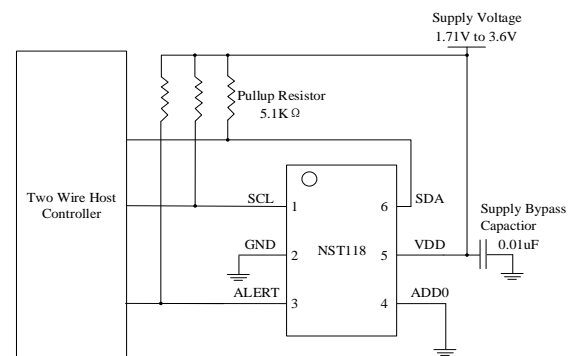 Supply Voltage
1.71V to 3.6V
Pullup Resistor
5.1KΩ
Two Wire Host
Controller
SCL
1
GND
2
ALERT
3
NST118
6
SDA
5
VDD
4
ADD0
Supply Bypass
Capactior
0.01uF